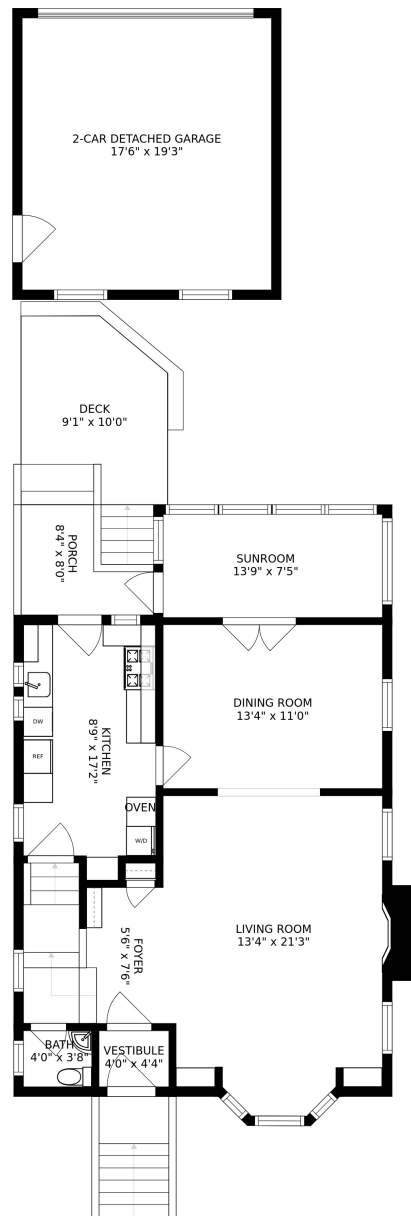 2-CAR DETACHED GARAGE
17'6" x 19'3"
DECK
9'1" x 10'0"
PORCH
8'4" x 8'0"
SUNROOM
13'9" x 7'5"
DINING ROOM
13'4" x 11'0"
KITCHEN
8'9" x 17'2"
DW
REF
OVEN
W/D
LIVING ROOM
13'4" x 21'3"
FOYER
5'6" x 7'6"
BATH
4'0" x 3'8"
VESTIBULE
4'0" x 4'4"